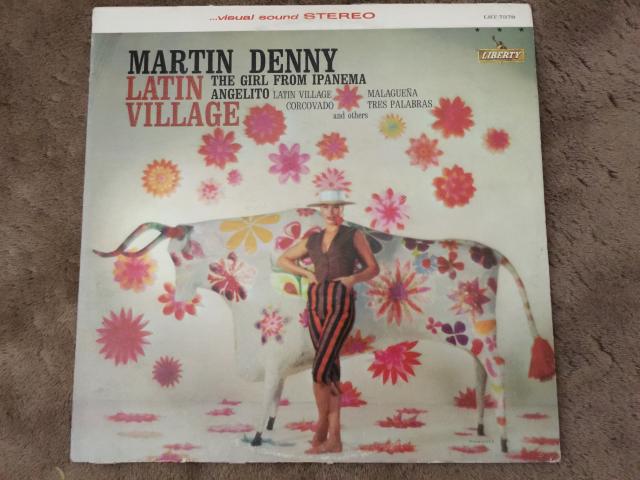 ...visual sound STEREO
LST-7378
LIBERTY
MARTIN DENNY
LATIN VILLAGE
THE GIRL FROM IPANEMA
ANGELITO LATIN VILLAGE MALAGUEÑA
CORCOVADO TRES PALABRAS
and others